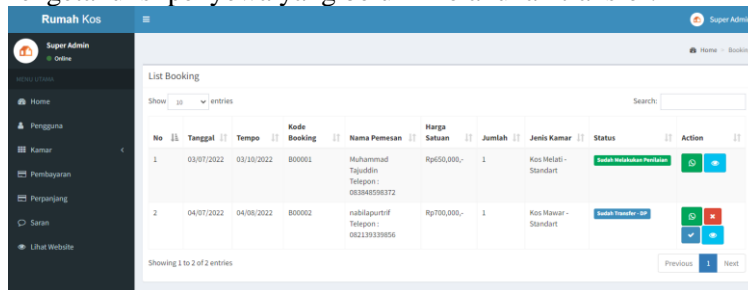 Rumah Kos
Super Admin
Super Admin
Online
Home > Bookin
MENU UTAMA
List Booking
Home
Show 10 entries
Search:
Pengguna
No Tanggal Tempo Kode Booking Nama Pemesan Harga Satuan Jumlah Jenis Kamar Status Action
Kamar
1 03/07/2022 03/10/2022 B00001 Muhammad Tajuddin Telepon : 083848598372 Rp650,000,- 1 Kos Melati - Standart Sudah Melakukan Penilaian
Pembayaran
Perpanjang
Saran
2 04/07/2022 04/08/2022 B00002 nabilapurtrif Telepon : 082139339856 Rp700,000,- 1 Kos Mawar - Standart Sudah Transfer - DP
Lihat Website
Showing 1 to 2 of 2 entries
Previous 1 Next